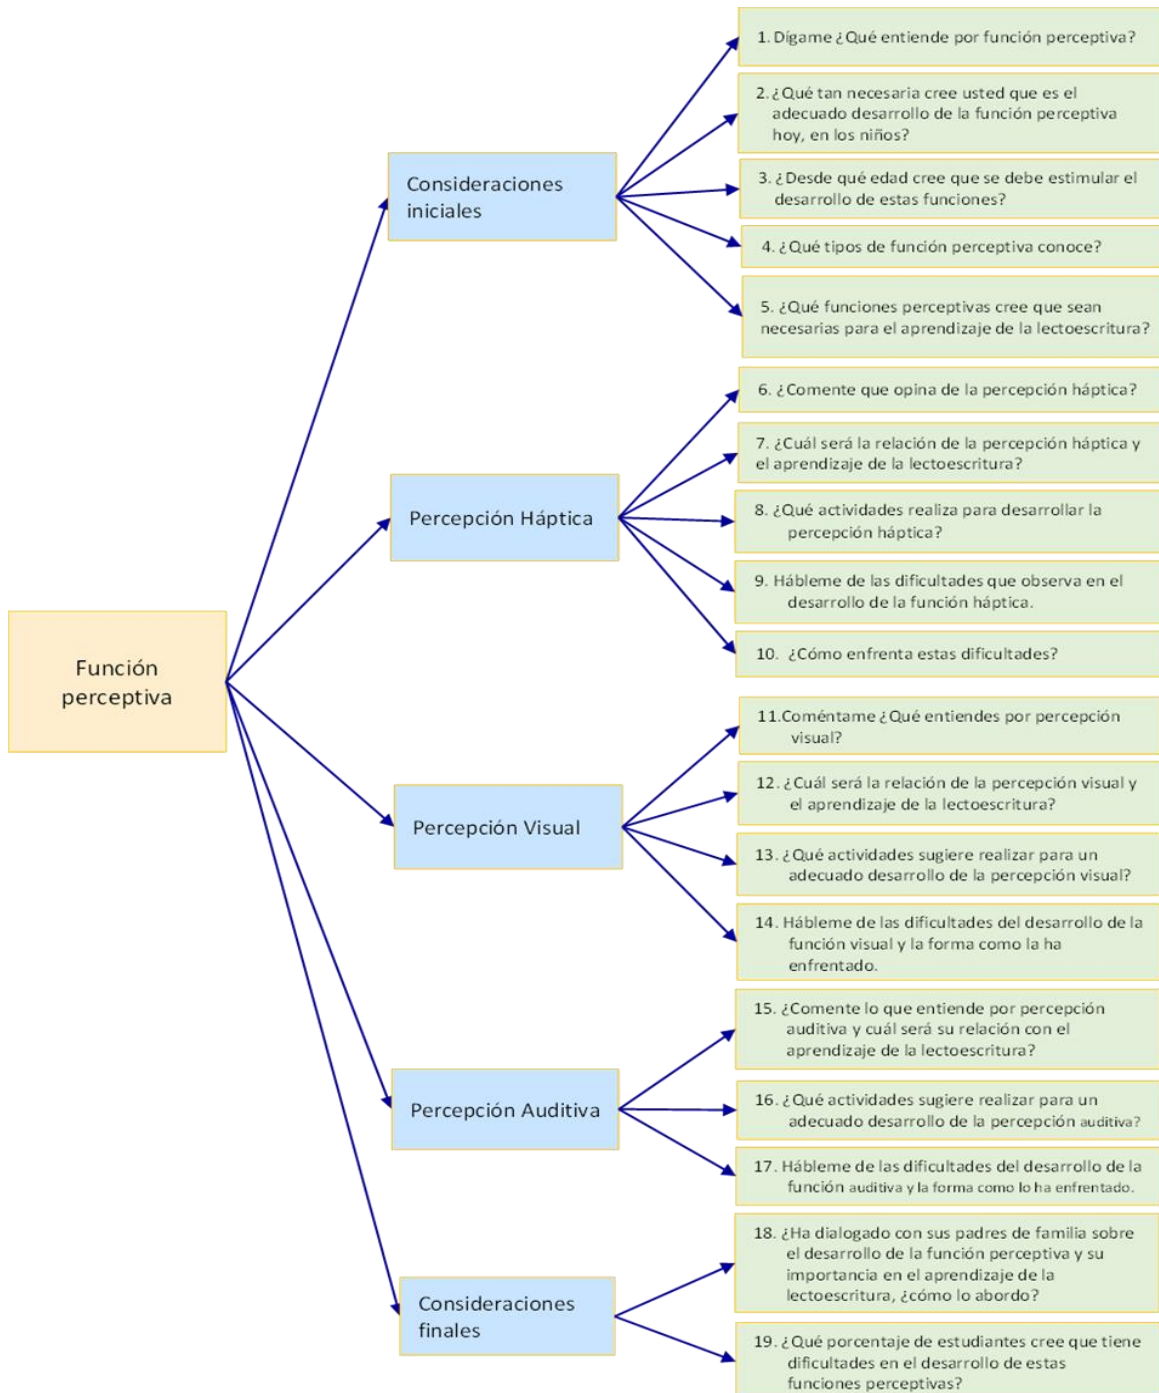 Función
perceptiva
Consideraciones
iniciales
1. Dígame ¿Qué entiende por función perceptiva?
2. ¿Qué tan necesaria cree usted que es el
adecuado desarrollo de la función perceptiva
hoy, en los niños?
3. ¿Desde qué edad cree que se debe estimular el
desarrollo de estas funciones?
4. ¿Qué tipos de función perceptiva conoce?
5. ¿Qué funciones perceptivas cree que sean
necesarias para el aprendizaje de la lectoescritura?
Percepción Háptica
6. ¿Comente que opina de la percepción háptica?
7. ¿Cuál será la relación de la percepción háptica y
el aprendizaje de la lectoescritura?
8. ¿Qué actividades realiza para desarrollar la
percepción háptica?
9. Hábleme de las dificultades que observa en el
desarrollo de la función háptica.
10. ¿Cómo enfrenta estas dificultades?
Percepción Visual
11.Coméntame ¿Qué entiendes por percepción
visual?
12. ¿Cuál será la relación de la percepción visual y
el aprendizaje de la lectoescritura?
13. ¿Qué actividades sugiere realizar para un
adecuado desarrollo de la percepción visual?
14. Hábleme de las dificultades del desarrollo de la
función visual y la forma como la ha
enfrentado.
Percepción Auditiva
15. ¿Comente lo que entiende por percepción
auditiva y cuál será su relación con el
aprendizaje de la lectoescritura?
16. ¿Qué actividades sugiere realizar para un
adecuado desarrollo de la percepción auditiva?
17. Hábleme de las dificultades del desarrollo de la
función auditiva y la forma como lo ha enfrentado.
Consideraciones
finales
18. ¿Ha dialogado con sus padres de familia sobre
el desarrollo de la función perceptiva y su
importancia en el aprendizaje de la
lectoescritura, ¿cómo lo abordo?
19. ¿Qué porcentaje de estudiantes cree que tiene
dificultades en el desarrollo de estas
funciones perceptivas?